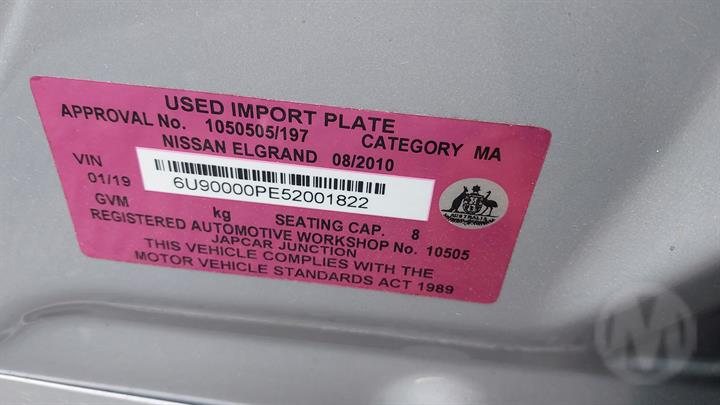 USED IMPORT PLATE
APPROVAL No. 1050505/197 CATEGORY MA
NISSAN ELGRAND 08/2010
VIN
01/19 6U90000PE52001822
GVM kg SEATING CAP. 8
REGISTERED AUTOMOTIVE WORKSHOP No. 10505
JAPCAR JUNCTION
THIS VEHICLE COMPLIES WITH THE
MOTOR VEHICLE STANDARDS ACT 1989
AUSTRALIA
M